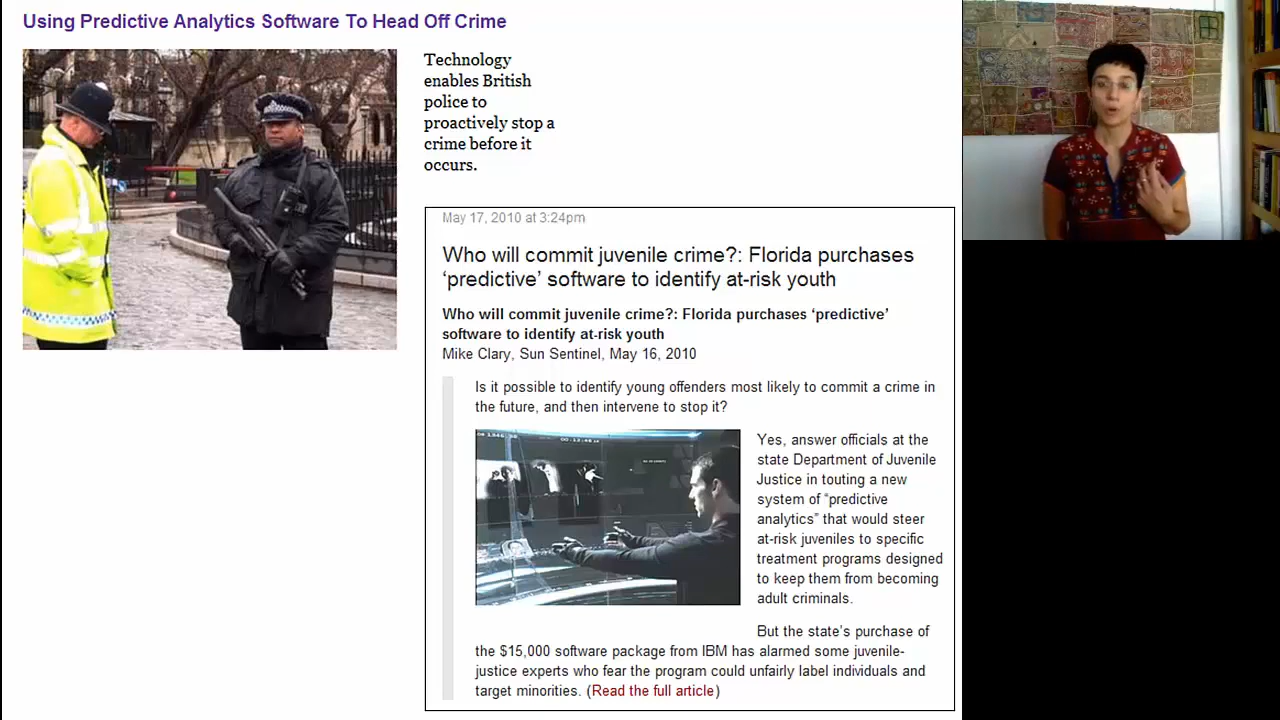 Using Predictive Analytics Software To Head Off Crime
Technology
enables British
police to
proactively stop a
crime before it
occurs.
May 17, 2010 at 3:24pm
Who will commit juvenile crime?: Florida purchases
‘predictive’ software to identify at-risk youth
Who will commit juvenile crime?: Florida purchases ‘predictive’
software to identify at-risk youth
Mike Clary, Sun Sentinel, May 16, 2010
Is it possible to identify young offenders most likely to commit a crime in
the future, and then intervene to stop it?
Yes, answer officials at the
state Department of Juvenile
Justice in touting a new
system of “predictive
analytics” that would steer
at-risk juveniles to specific
treatment programs designed
to keep them from becoming
adult criminals.
But the state’s purchase of
the $15,000 software package from IBM has alarmed some juvenile-
justice experts who fear the program could unfairly label individuals and
target minorities. (Read the full article)